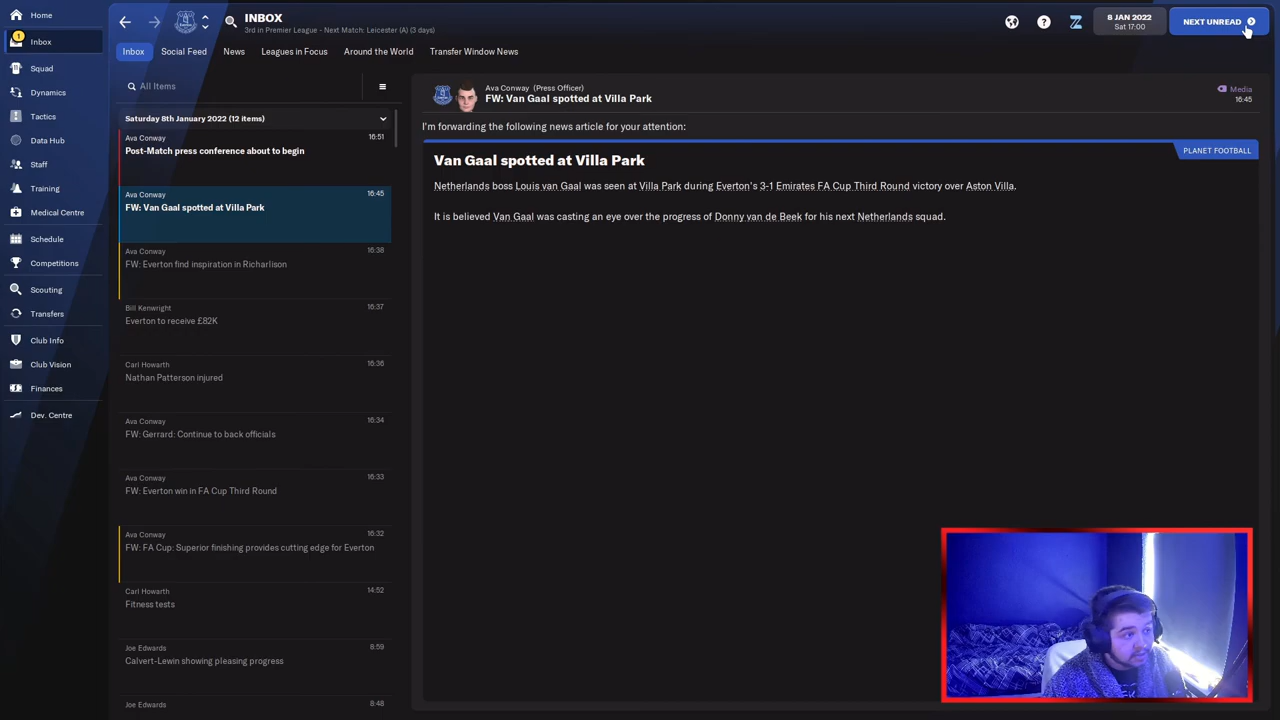 Home
1
Inbox
Squad
Dynamics
Tactics
Data Hub
Staff
Training
Medical Centre
Schedule
Competitions
Scouting
Transfers
Club Info
Club Vision
Finances
Dev. Centre
INBOX
3rd in Premier League - Next Match: Leicester (A) (3 days)
8 JAN 2022
Sat 17:00
NEXT UNREAD
Inbox
Social Feed
News
Leagues in Focus
Around the World
Transfer Window News
All Items
Saturday 8th January 2022 (12 items)
Ava Conway 16:51
Post-Match press conference about to begin
Ava Conway 16:45
FW: Van Gaal spotted at Villa Park
Ava Conway 16:38
FW: Everton find inspiration in Richarlison
Bill Kenwright 16:37
Everton to receive £82K
Carl Howarth 16:36
Nathan Patterson injured
Ava Conway 16:34
FW: Gerrard: Continue to back officials
Ava Conway 16:33
FW: Everton win in FA Cup Third Round
Ava Conway 16:32
FW: FA Cup: Superior finishing provides cutting edge for Everton
Carl Howarth 14:52
Fitness tests
Joe Edwards 8:59
Calvert-Lewin showing pleasing progress
Joe Edwards 8:48
Ava Conway (Press Officer)
FW: Van Gaal spotted at Villa Park
Media
16:45
I'm forwarding the following news article for your attention:
PLANET FOOTBALL
Van Gaal spotted at Villa Park
Netherlands boss Louis van Gaal was seen at Villa Park during Everton's 3-1 Emirates FA Cup Third Round victory over Aston Villa.
It is believed Van Gaal was casting an eye over the progress of Donny van de Beek for his next Netherlands squad.